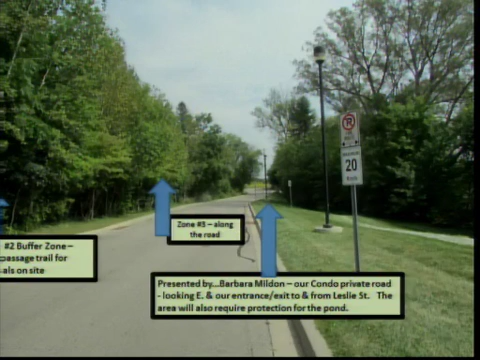 MAXIMUM
20
Zone #3 – along
the road
#2 Buffer Zone –
passage trail for
als on site
Presented by...Barbara Mildon – our Condo private road
- looking E. & our entrance/exit to & from Leslie St. The
area will also require protection for the pond.